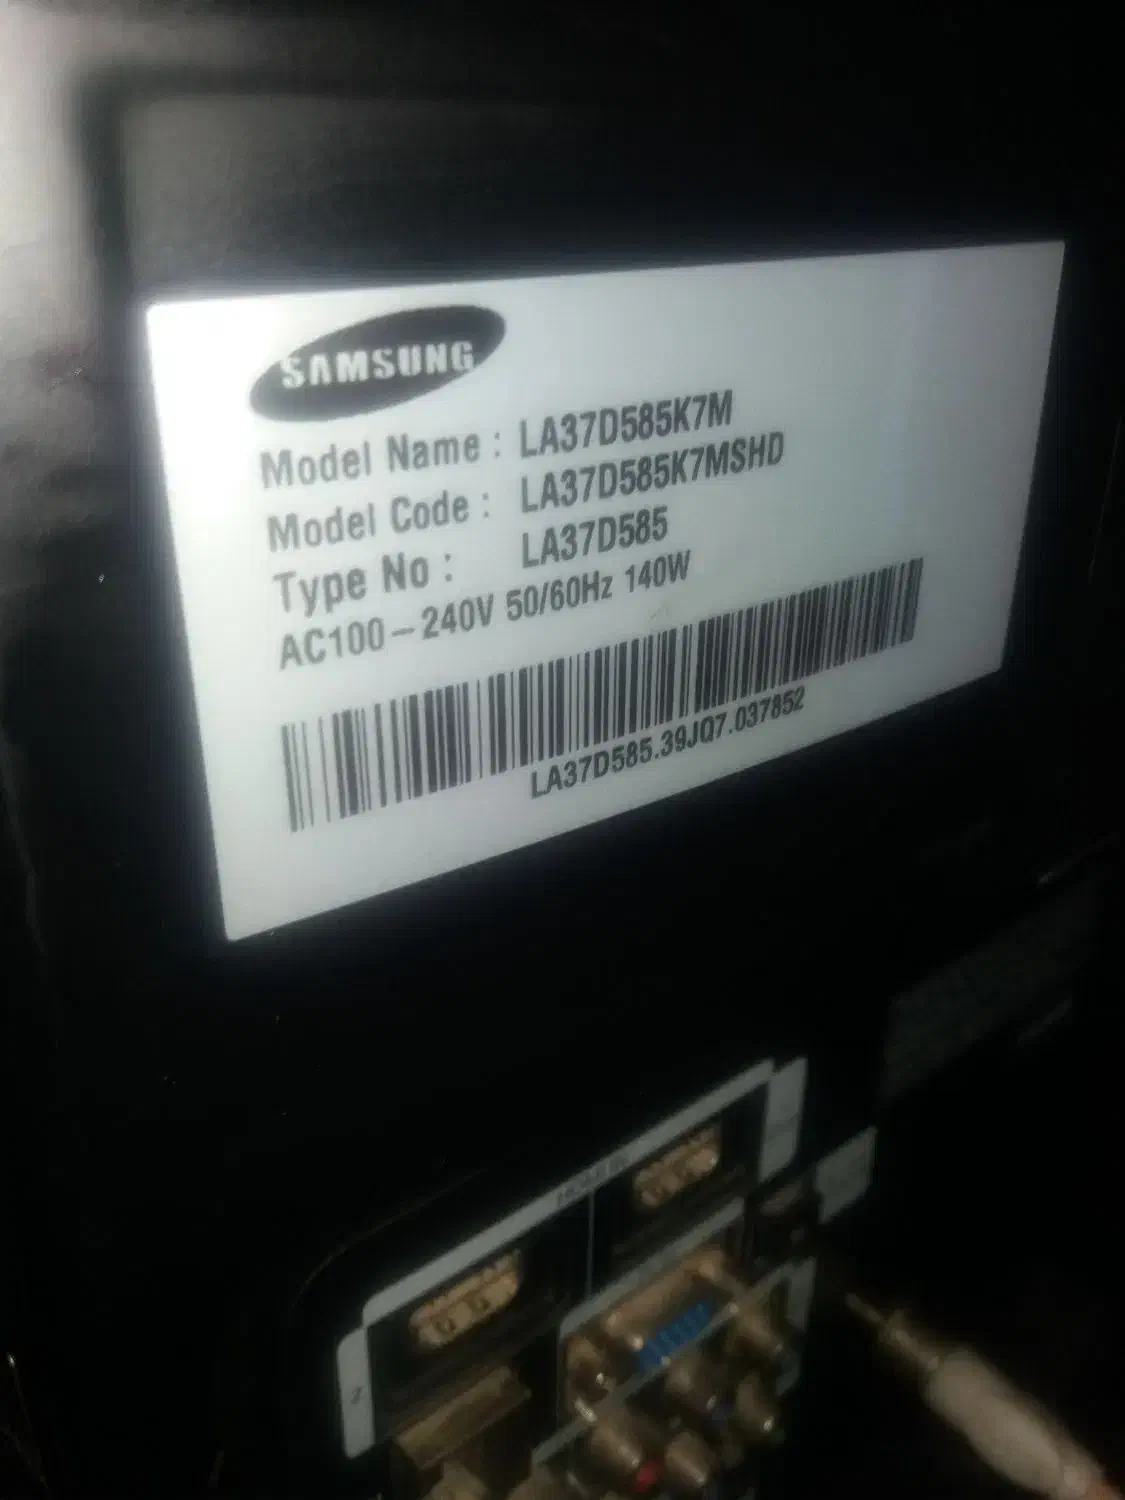 SAMSUNG
Model Name : LA37D585K7M
Model Code : LA37D585K7MSHD
Type No : LA37D585
AC100 – 240V 50/60Hz 140W
LA37D585.39JQ7.037852